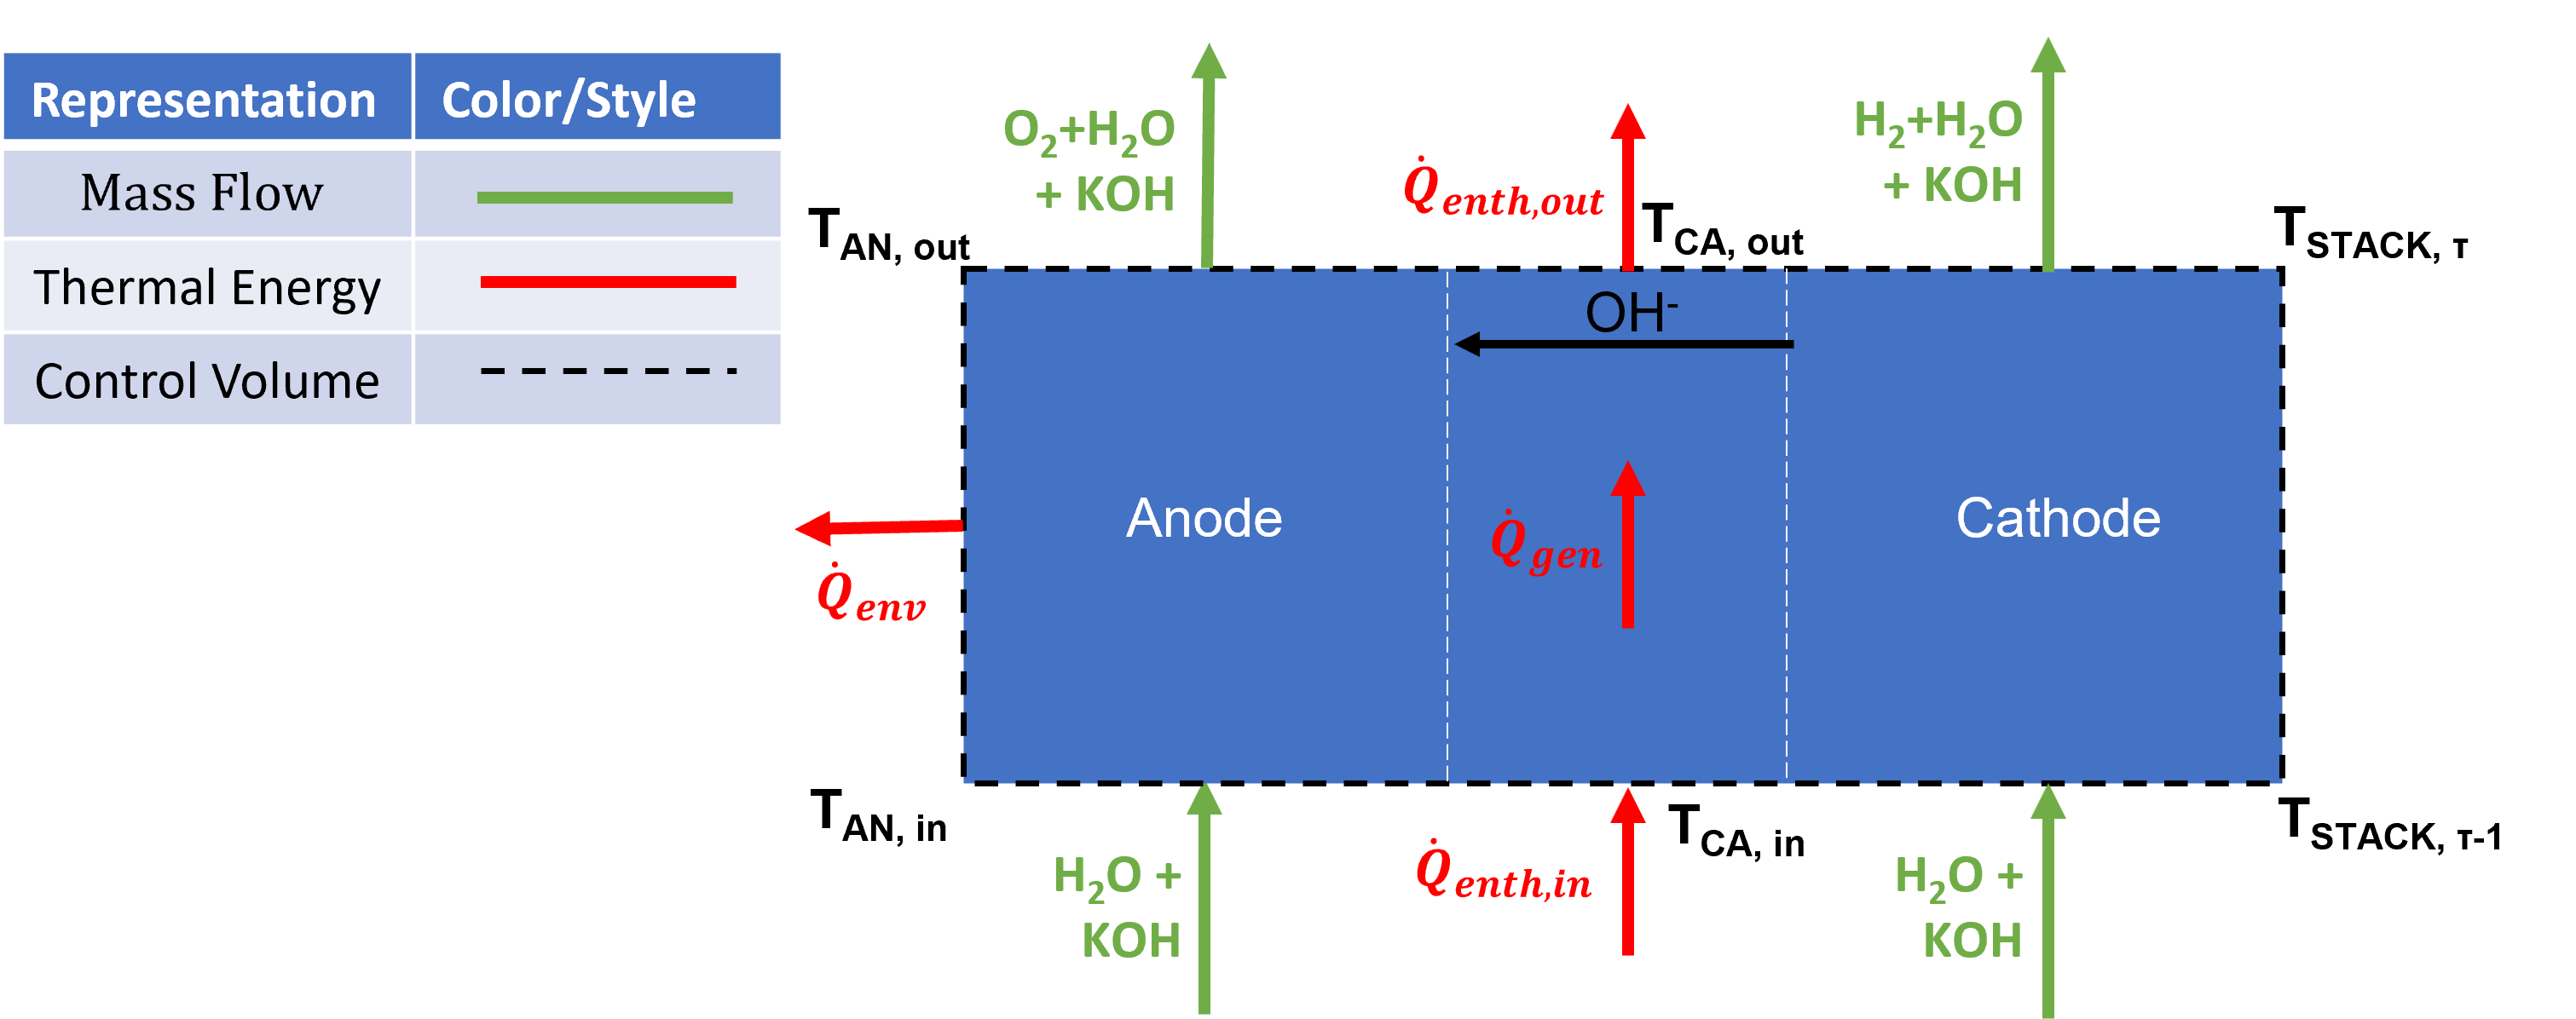 Representation Color/Style
Mass Flow
Thermal Energy
Control Volume
O₂+H₂O
+ KOH
Q̇enth,out
H₂+H₂O
+ KOH
TAN, out
TCA, out
TSTACK, τ
OH⁻
Anode
Q̇gen
Cathode
Q̇env
TAN, in
Q̇enth,in
TCA, in
TSTACK, τ-1
H₂O +
KOH
H₂O +
KOH